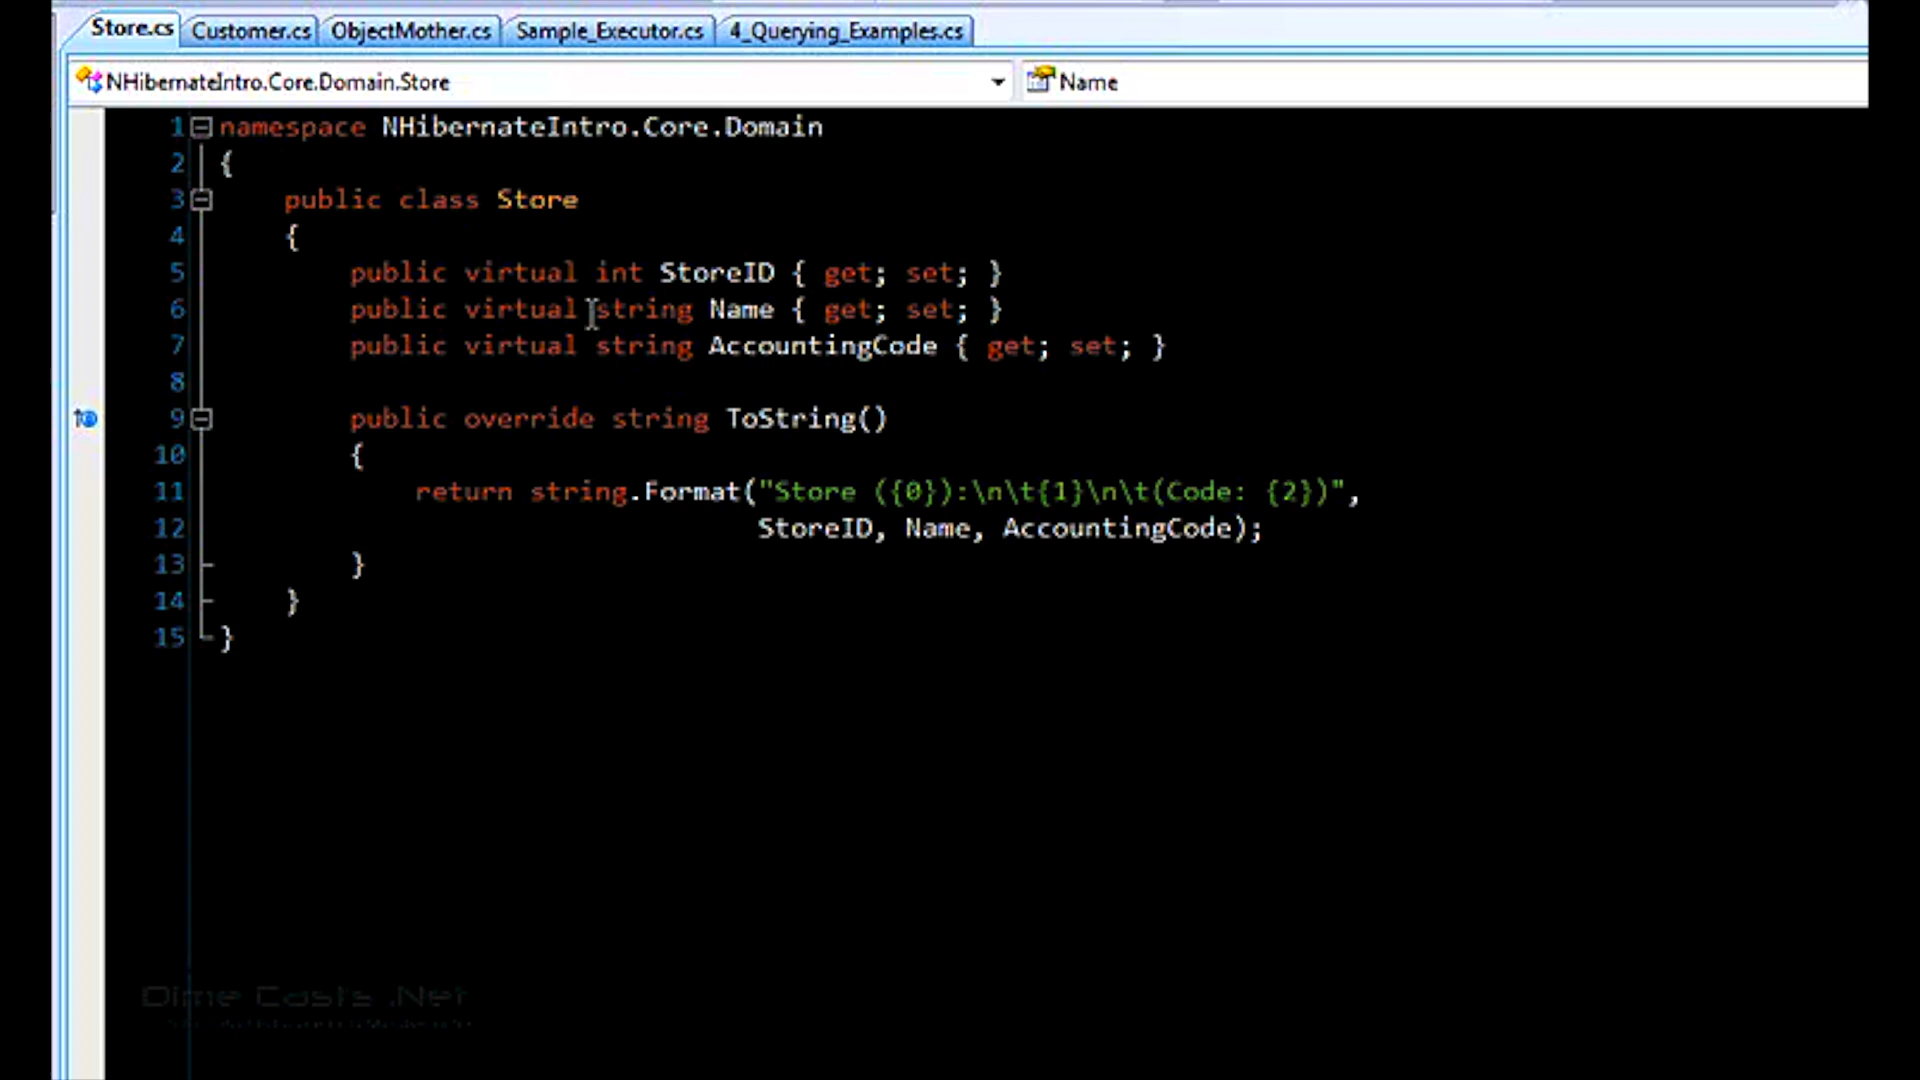 Store.cs Customer.cs ObjectMother.cs Sample_Executor.cs 4_Querying_Examples.cs
NHibernateIntro.Core.Domain.Store Name
1 namespace NHibernateIntro.Core.Domain
2 {
3 public class Store
4 {
5 public virtual int StoreID { get; set; }
6 public virtual string Name { get; set; }
7 public virtual string AccountingCode { get; set; }
8
9 public override string ToString()
10 {
11 return string.Format("Store ({0}):\n\t{1}\n\t(Code: {2})",
12 StoreID, Name, AccountingCode);
13 }
14 }
15 }
Dime Casts .Net